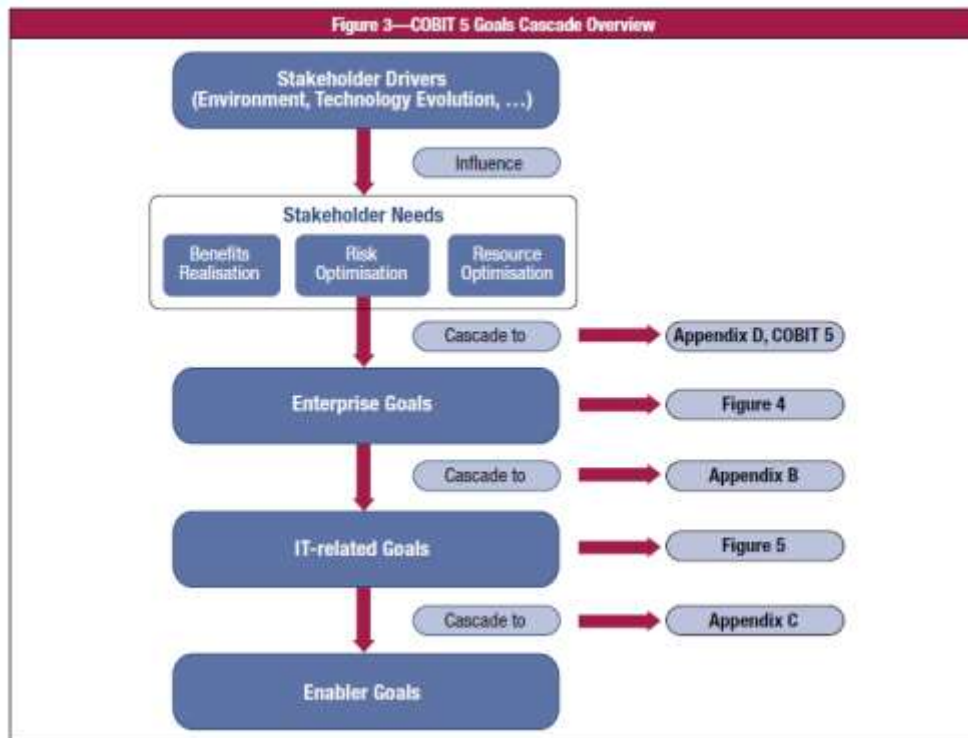 Figure 3—COBIT 5 Goals Cascade Overview
Stakeholder Drivers
(Environment, Technology Evolution, …)
Influence
Stakeholder Needs
Benefits
Realisation
Risk
Optimisation
Resource
Optimisation
Cascade to
Appendix D, COBIT 5
Enterprise Goals
Figure 4
Cascade to
Appendix B
IT-related Goals
Figure 5
Cascade to
Appendix C
Enabler Goals